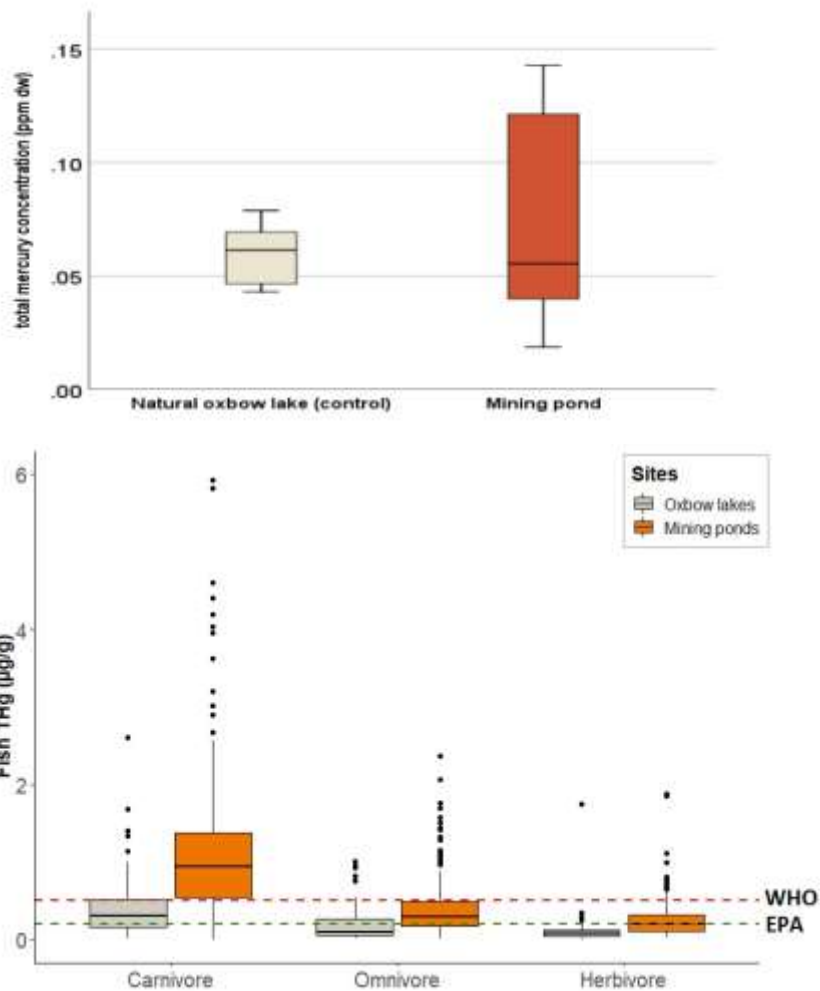 .15
.10
.05
.00
total mercury concentration (ppm dw)
Natural oxbow lake (control) Mining pond
6
4
2
0
Fish THg (µg/g)
Sites
Oxbow lakes
Mining ponds
WHO
EPA
Carnivore Omnivore Herbivore